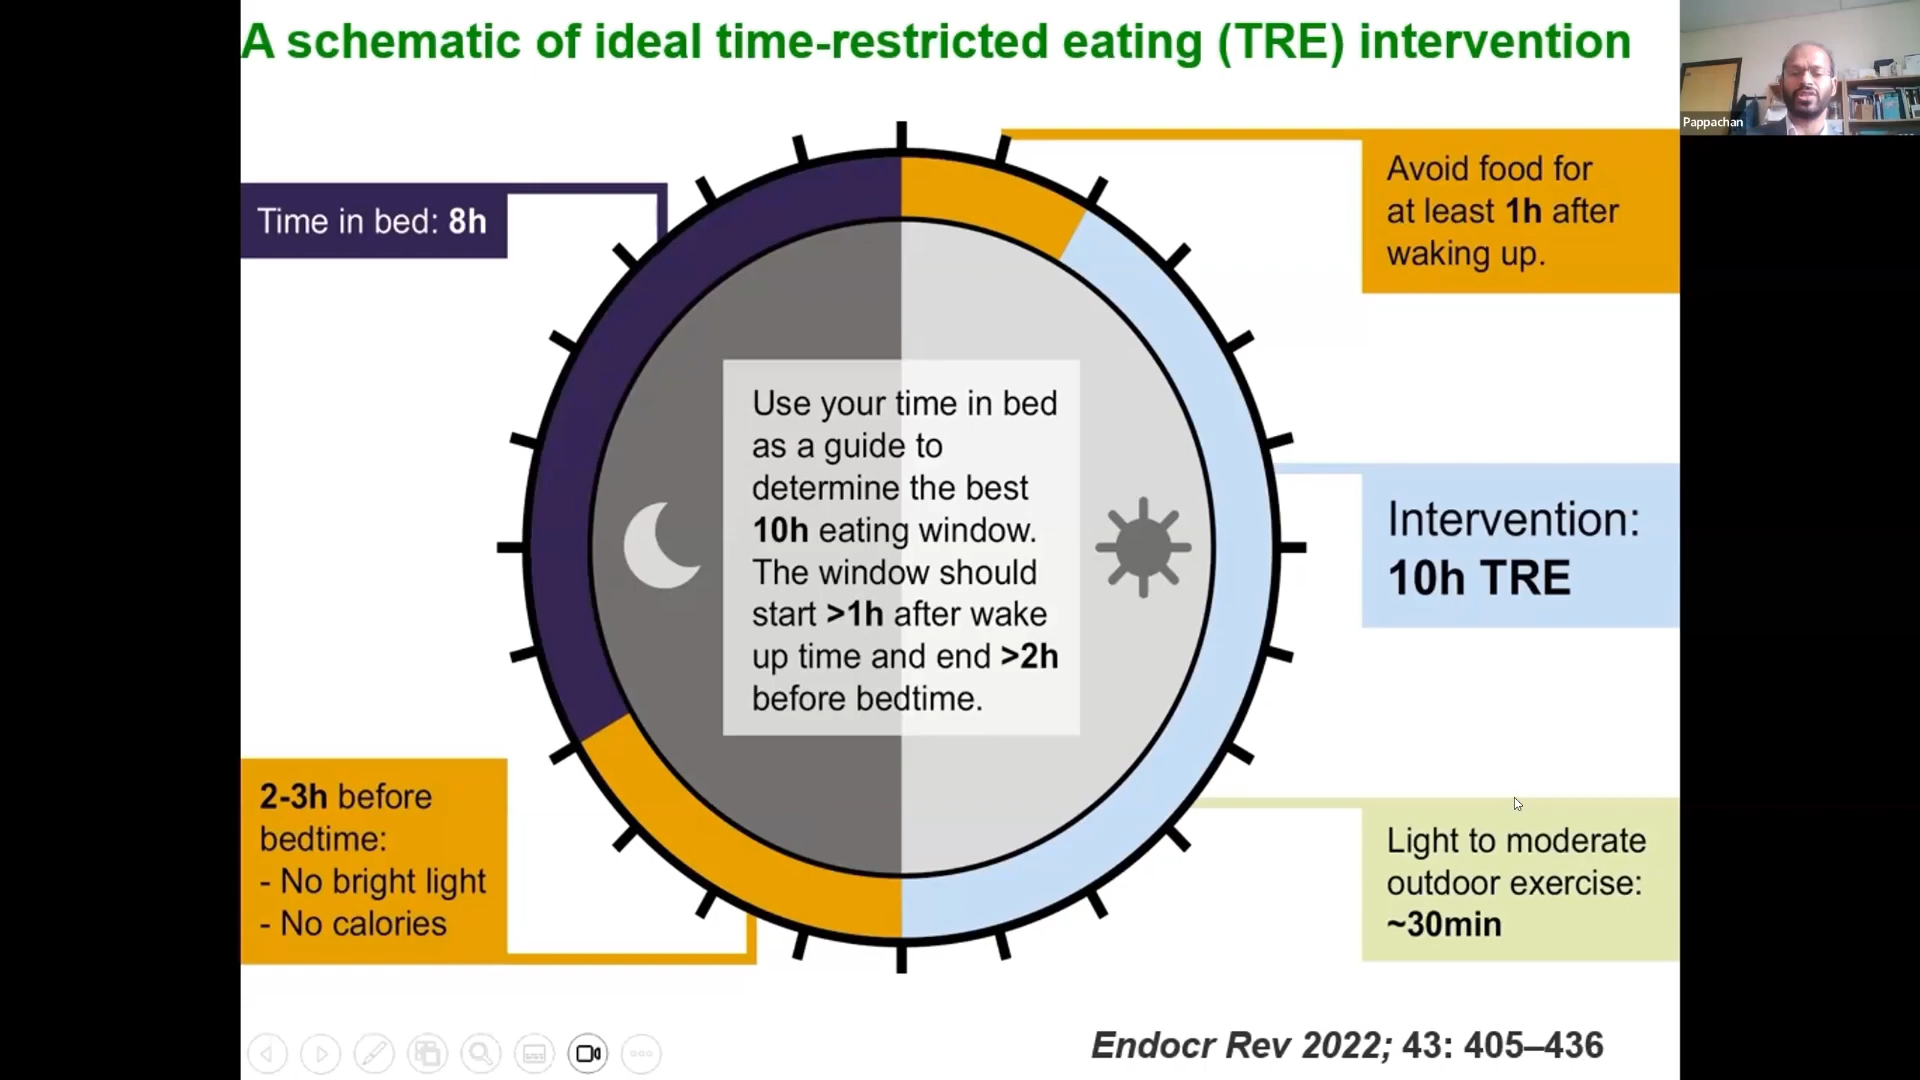 A schematic of ideal time-restricted eating (TRE) intervention
Pappachan
Time in bed: 8h
Avoid food for
at least 1h after
waking up.
Use your time in bed
as a guide to
determine the best
10h eating window.
The window should
start >1h after wake
up time and end >2h
before bedtime.
Intervention:
10h TRE
2-3h before
bedtime:
- No bright light
- No calories
Light to moderate
outdoor exercise:
~30min
Endocr Rev 2022; 43: 405–436